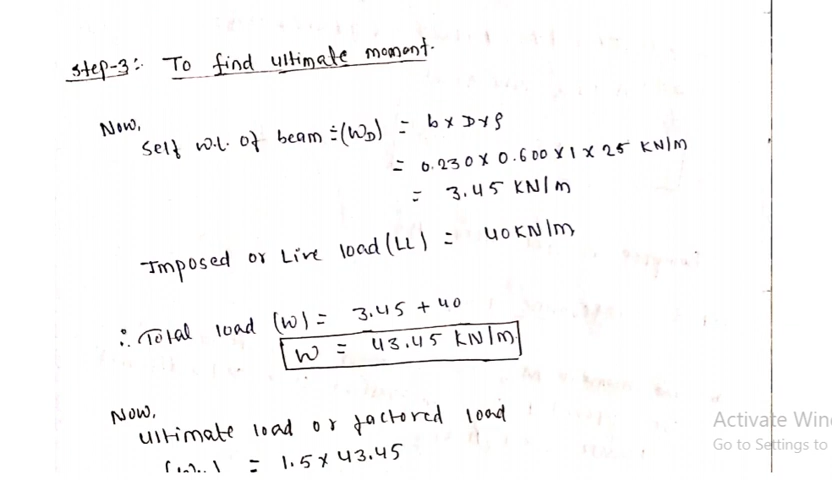 Step-3:- To find ultimate moment.
Now,
Self wt. of beam :- (WD) = b x D x ρ
= 0.230 x 0.600 x 1 x 25 KN/m
= 3.45 KN/m
Imposed or Live load (LL) = 40 KN/m
∴ Total load (W) = 3.45 + 40
W = 43.45 KN/m
Now,
Ultimate load or factored load
= 1.5 x 43.45
Activate Win
Go to Settings to